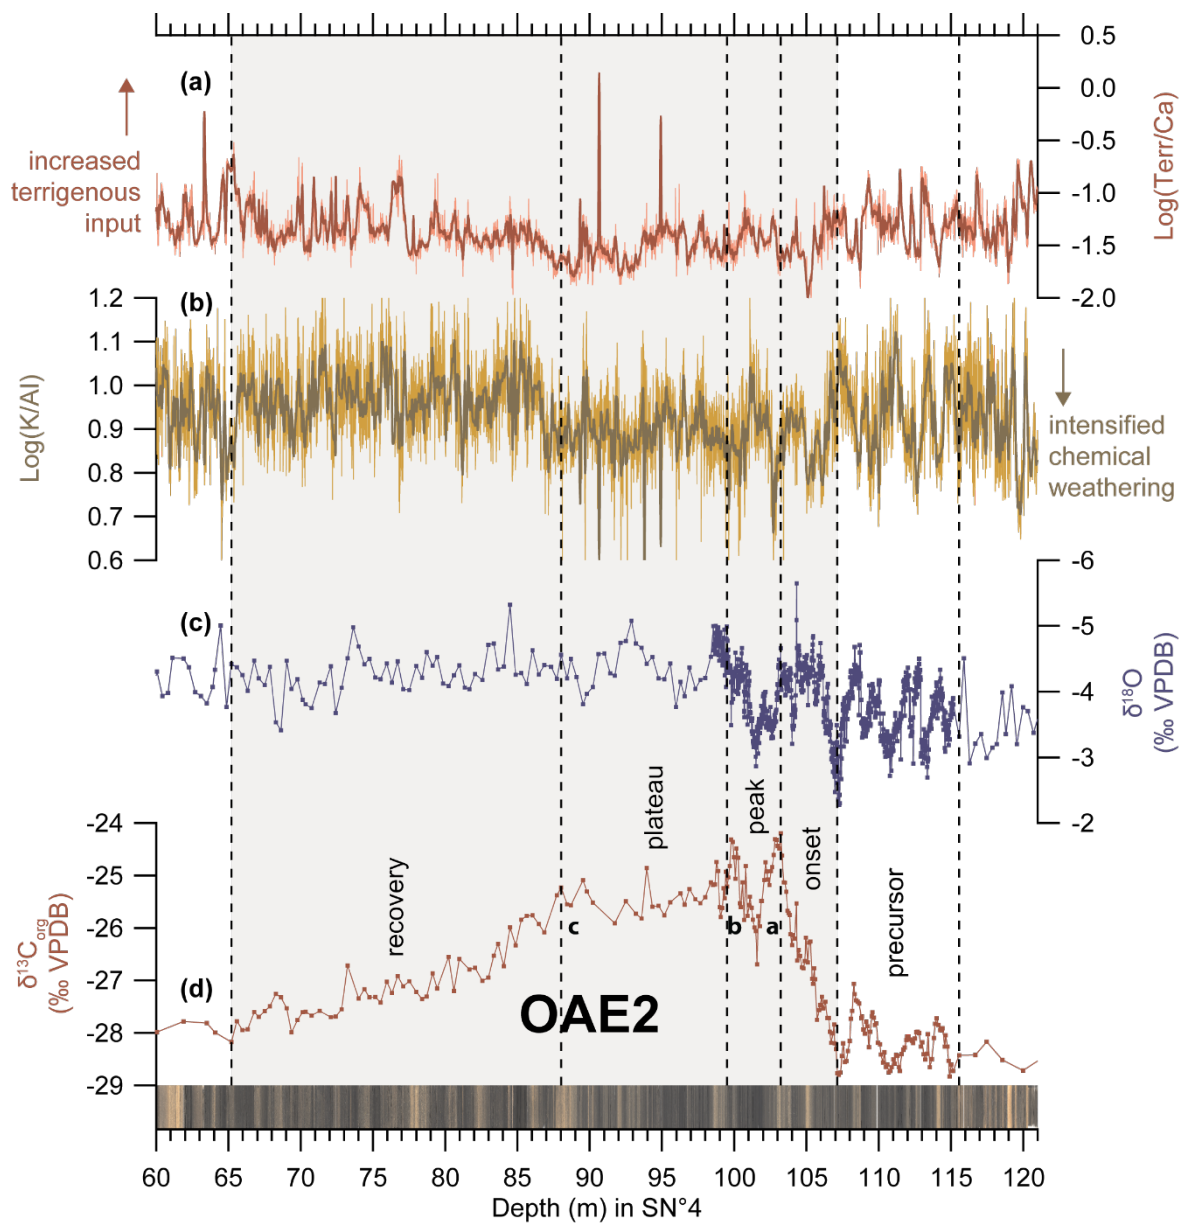 (a)
0.5
0.0
-0.5
-1.0
-1.5
-2.0
Log(Terr/Ca)
increased
terrigenous
input
(b)
1.2
1.1
1.0
0.9
0.8
0.7
0.6
Log(K/Al)
intensified
chemical
weathering
(c)
-6
-5
-4
-3
-2
δ¹⁸O
(‰ VPDB)
recovery
plateau
peak
onset
precursor
-24
-25
-26
-27
-28
-29
δ¹³Corg
(‰ VPDB)
c
b
a
(d)
OAE2
60 65 70 75 80 85 90 95 100 105 110 115 120
Depth (m) in SN°4